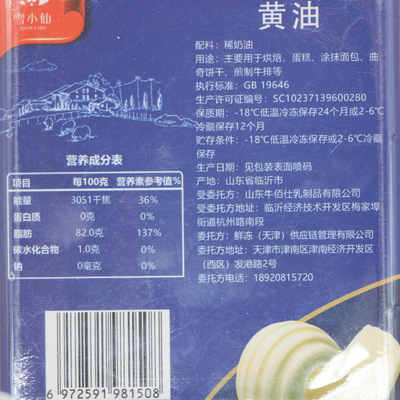 雪小仙
黄油
配料：稀奶油
用途：主要用于烘焙、蛋糕、涂抹面包、曲
奇饼干、煎制牛排等
执行标准：GB 19646
生产许可证编号：SC10237139600280
保质期：-18℃低温冷冻保存24个月或2-6℃
冷藏保存12个月
贮存条件：-18℃低温冷冻保存或2-6℃冷藏
保存
生产日期：见包装表面喷码
产地：山东省临沂市
受委托方：山东牛佰仕乳制品有限公司
受委托方地址：临沂经济技术开发区梅家埠
街道杭州路南段
委托方：鲜冻（天津）供应链管理有限公司
委托方地址：天津市津南区津南经济开发区
（西区）发港路2号
委托方电话：18920815720
营养成分表
项目 每100克 营养素参考值%
能量 3051千焦 36%
蛋白质 0克 0%
脂肪 82.0克 137%
碳水化合物 1.0克 0%
钠 0毫克 0%
6 972591 981508